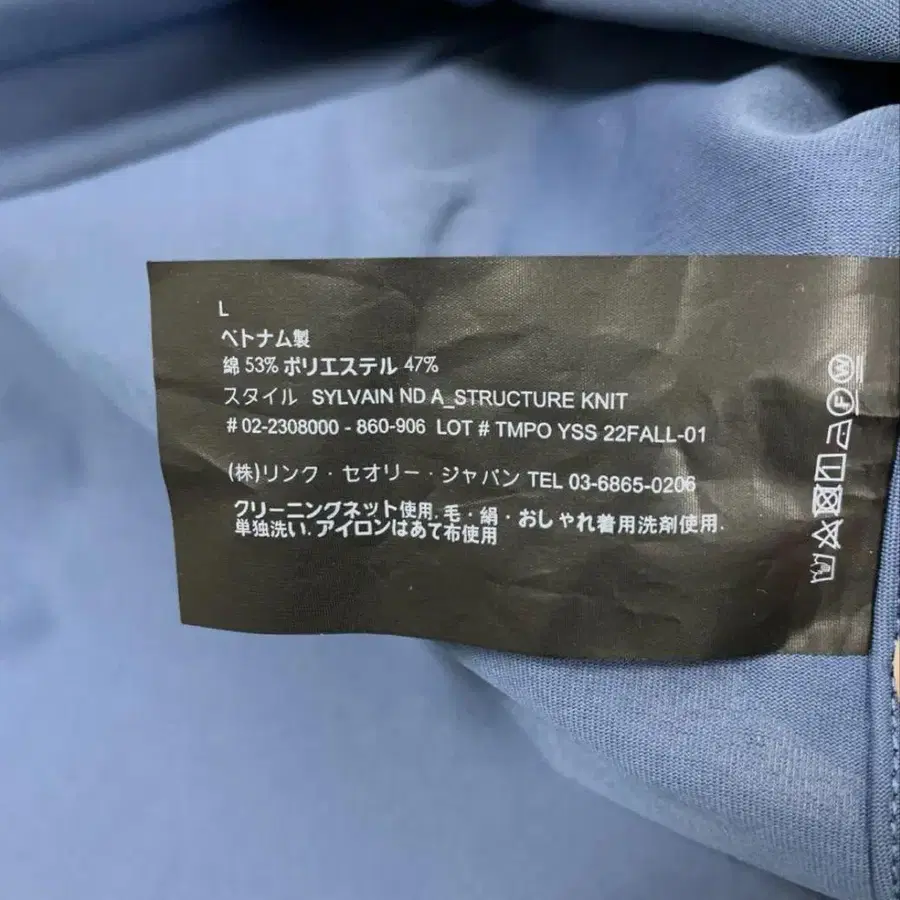 L
ベトナム製
綿 53% ポリエステル 47%
スタイル SYLVAIN ND A_STRUCTURE KNIT
# 02-2308000 - 860-906 LOT # TMPO YSS 22FALL-01
(株)リンク・セオリー・ジャパン TEL 03-6865-0206
クリーニングネット使用. 毛・絹・おしゃれ着用洗剤使用.
単独洗い. アイロンはあて布使用
F W